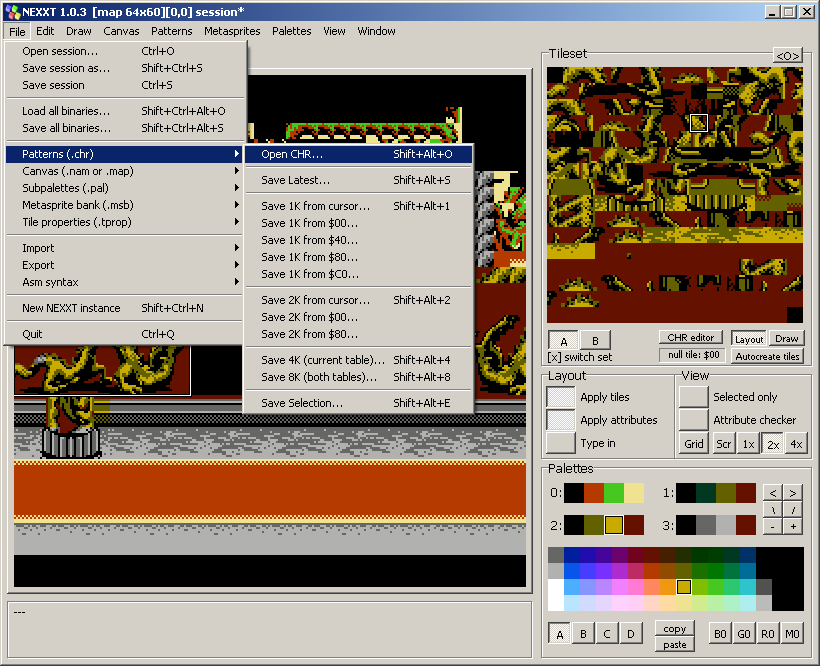 NEXXT 1.0.3 [map 64x60][0,0] session*
File Edit Draw Canvas Patterns Metasprites Palettes View Window
Open session... Ctrl+O
Save session as... Shift+Ctrl+S
Save session Ctrl+S
Load all binaries... Shift+Ctrl+Alt+O
Save all binaries... Shift+Ctrl+Alt+S
Patterns (.chr)
Canvas (.nam or .map)
Subpalettes (.pal)
Metasprite bank (.msb)
Tile properties (.tprop)
Import
Export
Asm syntax
New NEXXT instance Shift+Ctrl+N
Quit Ctrl+Q
Open CHR... Shift+Alt+O
Save Latest... Shift+Alt+S
Save 1K from cursor... Shift+Alt+1
Save 1K from $00...
Save 1K from $40...
Save 1K from $80...
Save 1K from $C0...
Save 2K from cursor... Shift+Alt+2
Save 2K from $00...
Save 2K from $80...
Save 4K (current table)... Shift+Alt+4
Save 8K (both tables)... Shift+Alt+8
Save Selection... Shift+Alt+E
Tileset
<O>
A B
[x] switch set
CHR editor
null tile: $00
Layout Draw
Autocreate tiles
Layout
Apply tiles
Apply attributes
Type in
View
Selected only
Attribute checker
Grid Scr 1x 2x 4x
Palettes
0: 1: < >
\ /
2: 3: - +
A B C D
copy
paste
B0 G0 R0 M0
---